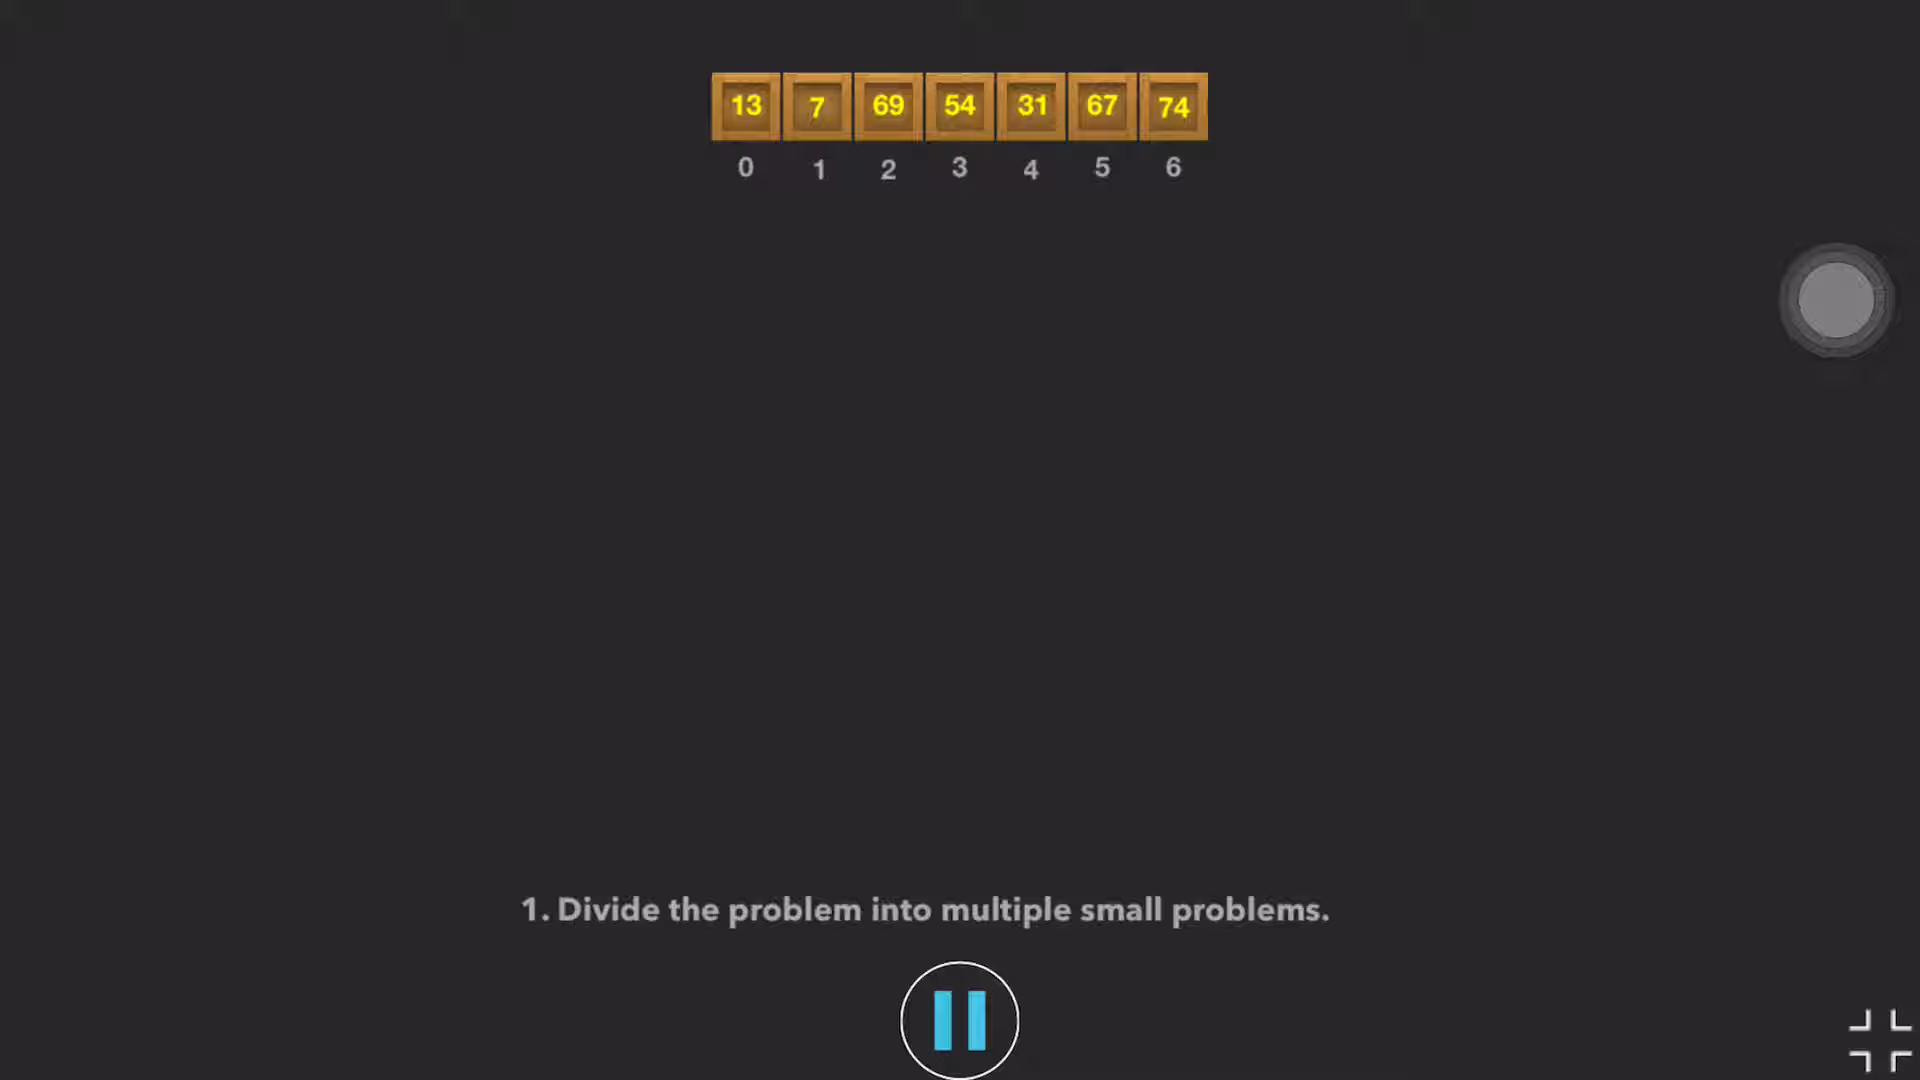 13 7 69 54 31 67 74
0 1 2 3 4 5 6
1. Divide the problem into multiple small problems.